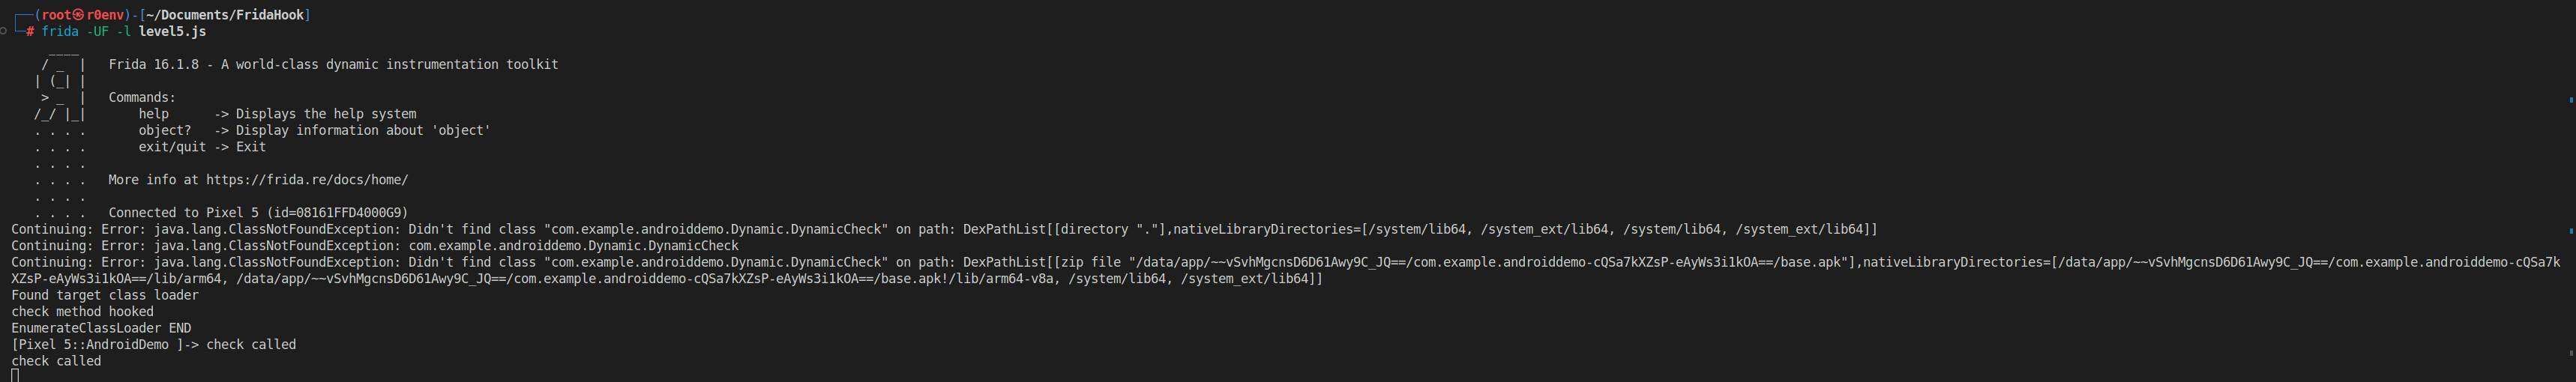 ┌──(root㉿r0env)-[~/Documents/FridaHook]
└─# frida -UF -l level5.js
     ____
    / _  |   Frida 16.1.8 - A world-class dynamic instrumentation toolkit
   | (_| |
    > _  |   Commands:
   /_/ |_|       help      -> Displays the help system
   . . . .       object?   -> Display information about 'object'
   . . . .       exit/quit -> Exit
   . . . .
   . . . .   More info at https://frida.re/docs/home/
   . . . .
   . . . .   Connected to Pixel 5 (id=08161FFD4000G9)
Continuing: Error: java.lang.ClassNotFoundException: Didn't find class "com.example.androiddemo.Dynamic.DynamicCheck" on path: DexPathList[[directory "."],nativeLibraryDirectories=[/system/lib64, /system_ext/lib64, /system/lib64, /system_ext/lib64]]
Continuing: Error: java.lang.ClassNotFoundException: com.example.androiddemo.Dynamic.DynamicCheck
Continuing: Error: java.lang.ClassNotFoundException: Didn't find class "com.example.androiddemo.Dynamic.DynamicCheck" on path: DexPathList[[zip file "/data/app/~~vSvhMgcnsD6D61Awy9C_JQ==/com.example.androiddemo-cQSa7kXZsP-eAyWs3i1kOA==/base.apk"],nativeLibraryDirectories=[/data/app/~~vSvhMgcnsD6D61Awy9C_JQ==/com.example.androiddemo-cQSa7k
XZsP-eAyWs3i1kOA==/lib/arm64, /data/app/~~vSvhMgcnsD6D61Awy9C_JQ==/com.example.androiddemo-cQSa7kXZsP-eAyWs3i1kOA==/base.apk!/lib/arm64-v8a, /system/lib64, /system_ext/lib64]]
Found target class loader
check method hooked
EnumerateClassLoader END
[Pixel 5::AndroidDemo ]-> check called
check called